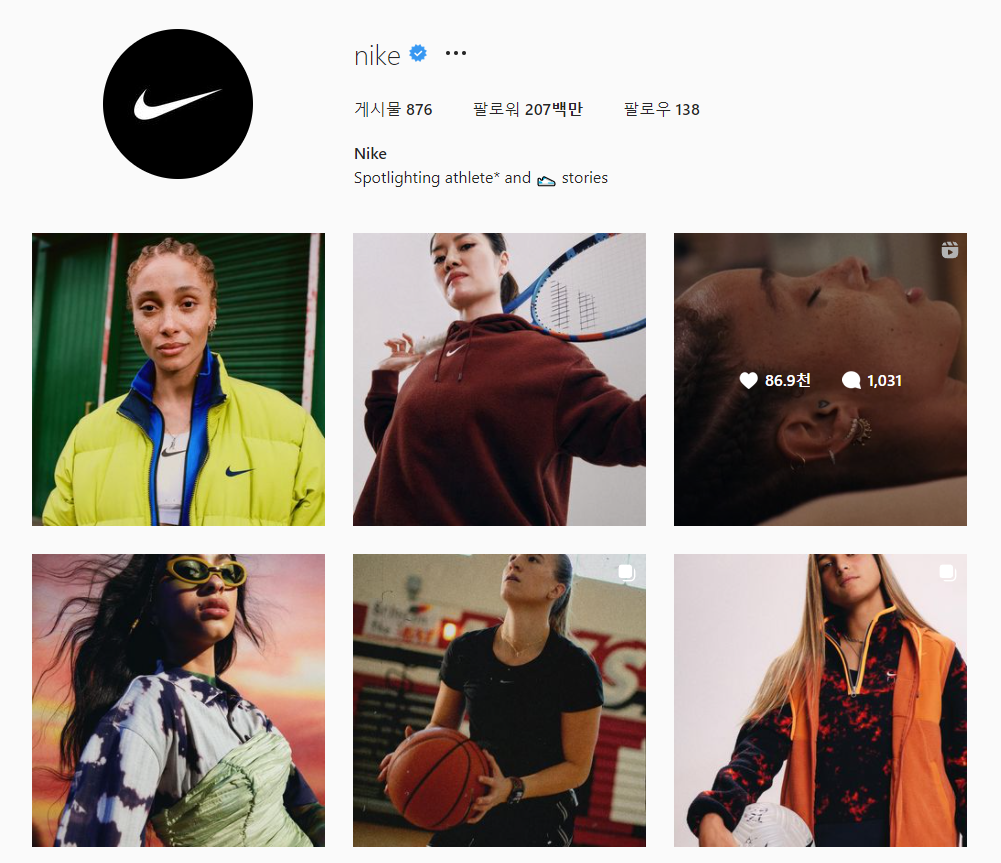 nike
게시물 876 팔로워 207백만 팔로우 138
Nike
Spotlighting athlete* and 👟 stories
86.9천 1,031